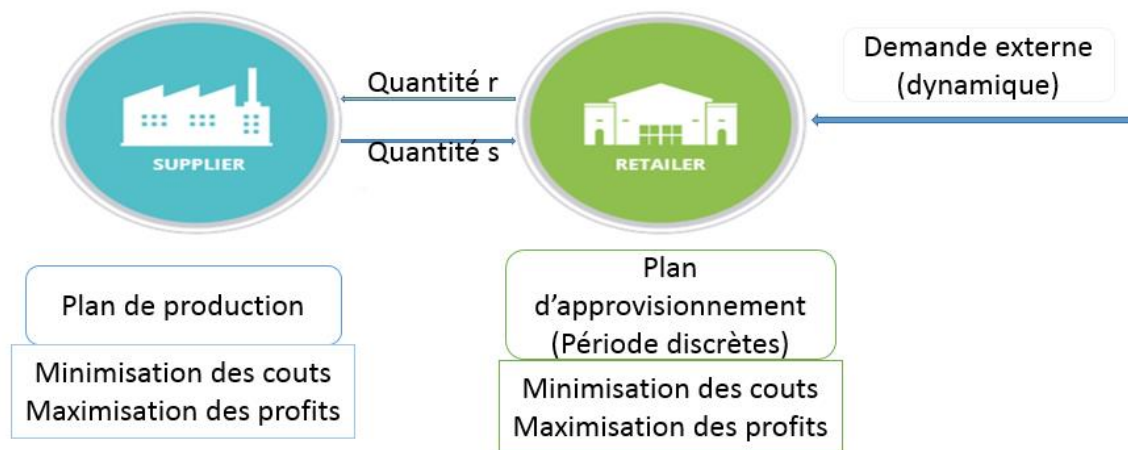 Quantité r
Quantité s
SUPPLIER
RETAILER
Demande externe
(dynamique)
Plan de production
Minimisation des couts
Maximisation des profits
Plan
d’approvisionnement
(Période discrètes)
Minimisation des couts
Maximisation des profits